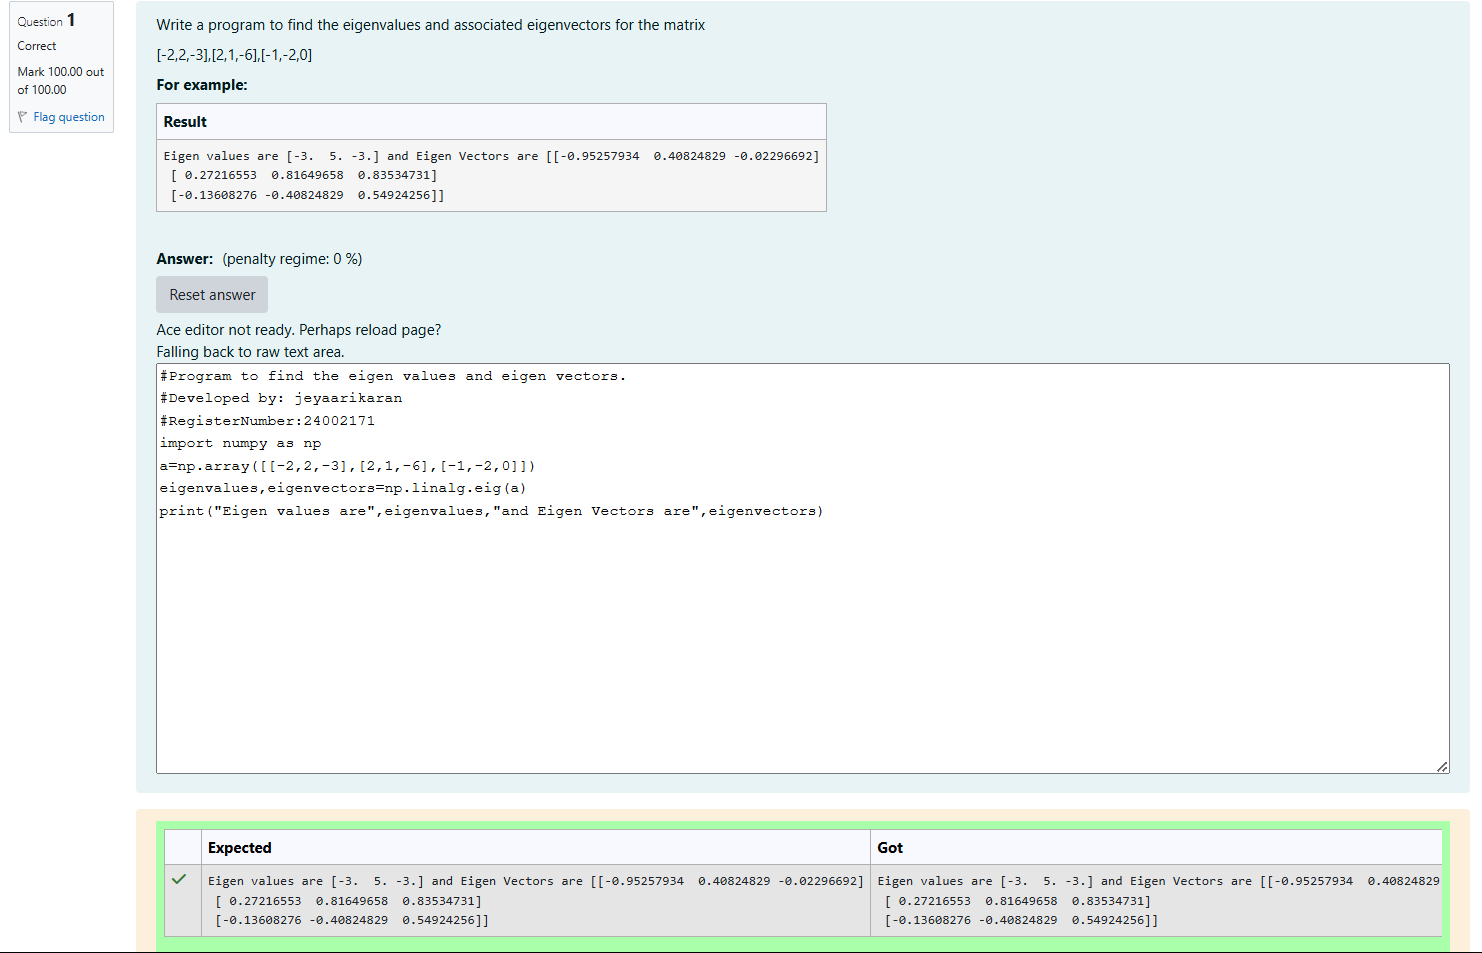 Question 1
Correct
Mark 100.00 out
of 100.00
Flag question
Write a program to find the eigenvalues and associated eigenvectors for the matrix
[-2,2,-3],[2,1,-6],[-1,-2,0]
For example:
Result
Eigen values are [-3.  5. -3.] and Eigen Vectors are [[-0.95257934  0.40824829 -0.02296692]
 [ 0.27216553  0.81649658  0.83534731]
 [-0.13608276 -0.40824829  0.54924256]]
Answer: (penalty regime: 0 %)
Reset answer
Ace editor not ready. Perhaps reload page?
Falling back to raw text area.
#Program to find the eigen values and eigen vectors.
#Developed by: jeyaarikaran
#RegisterNumber:24002171
import numpy as np
a=np.array([[-2,2,-3],[2,1,-6],[-1,-2,0]])
eigenvalues,eigenvectors=np.linalg.eig(a)
print("Eigen values are",eigenvalues,"and Eigen Vectors are",eigenvectors)
Expected
Got
Eigen values are [-3.  5. -3.] and Eigen Vectors are [[-0.95257934  0.40824829 -0.02296692]
 [ 0.27216553  0.81649658  0.83534731]
 [-0.13608276 -0.40824829  0.54924256]]
Eigen values are [-3.  5. -3.] and Eigen Vectors are [[-0.95257934  0.40824829
 [ 0.27216553  0.81649658  0.83534731]
 [-0.13608276 -0.40824829  0.54924256]]